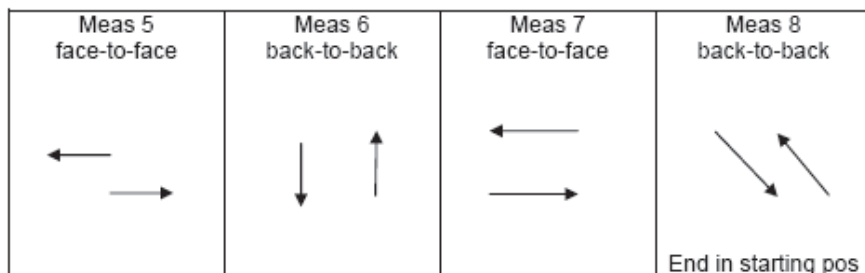 Meas 5
face-to-face
Meas 6
back-to-back
Meas 7
face-to-face
Meas 8
back-to-back
End in starting pos